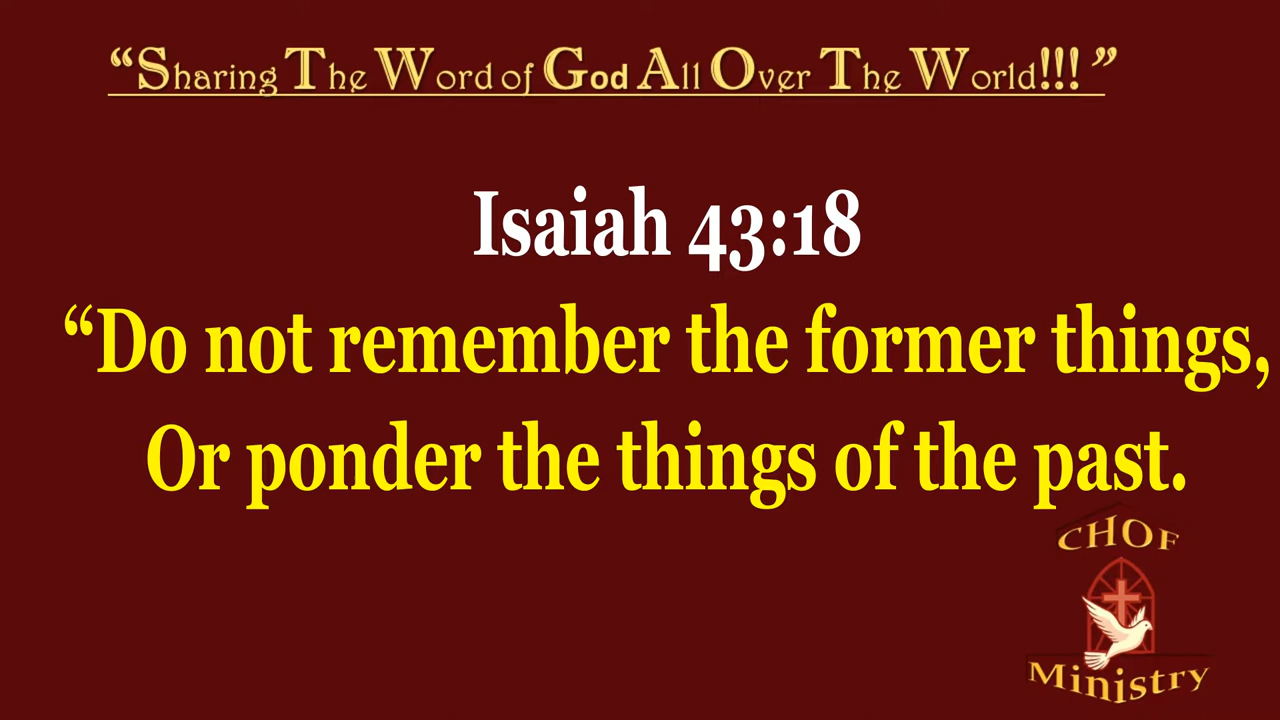 “Sharing The Word of God All Over The World!!! ”
Isaiah 43:18
“Do not remember the former things,
Or ponder the things of the past.
CHOF
Ministry